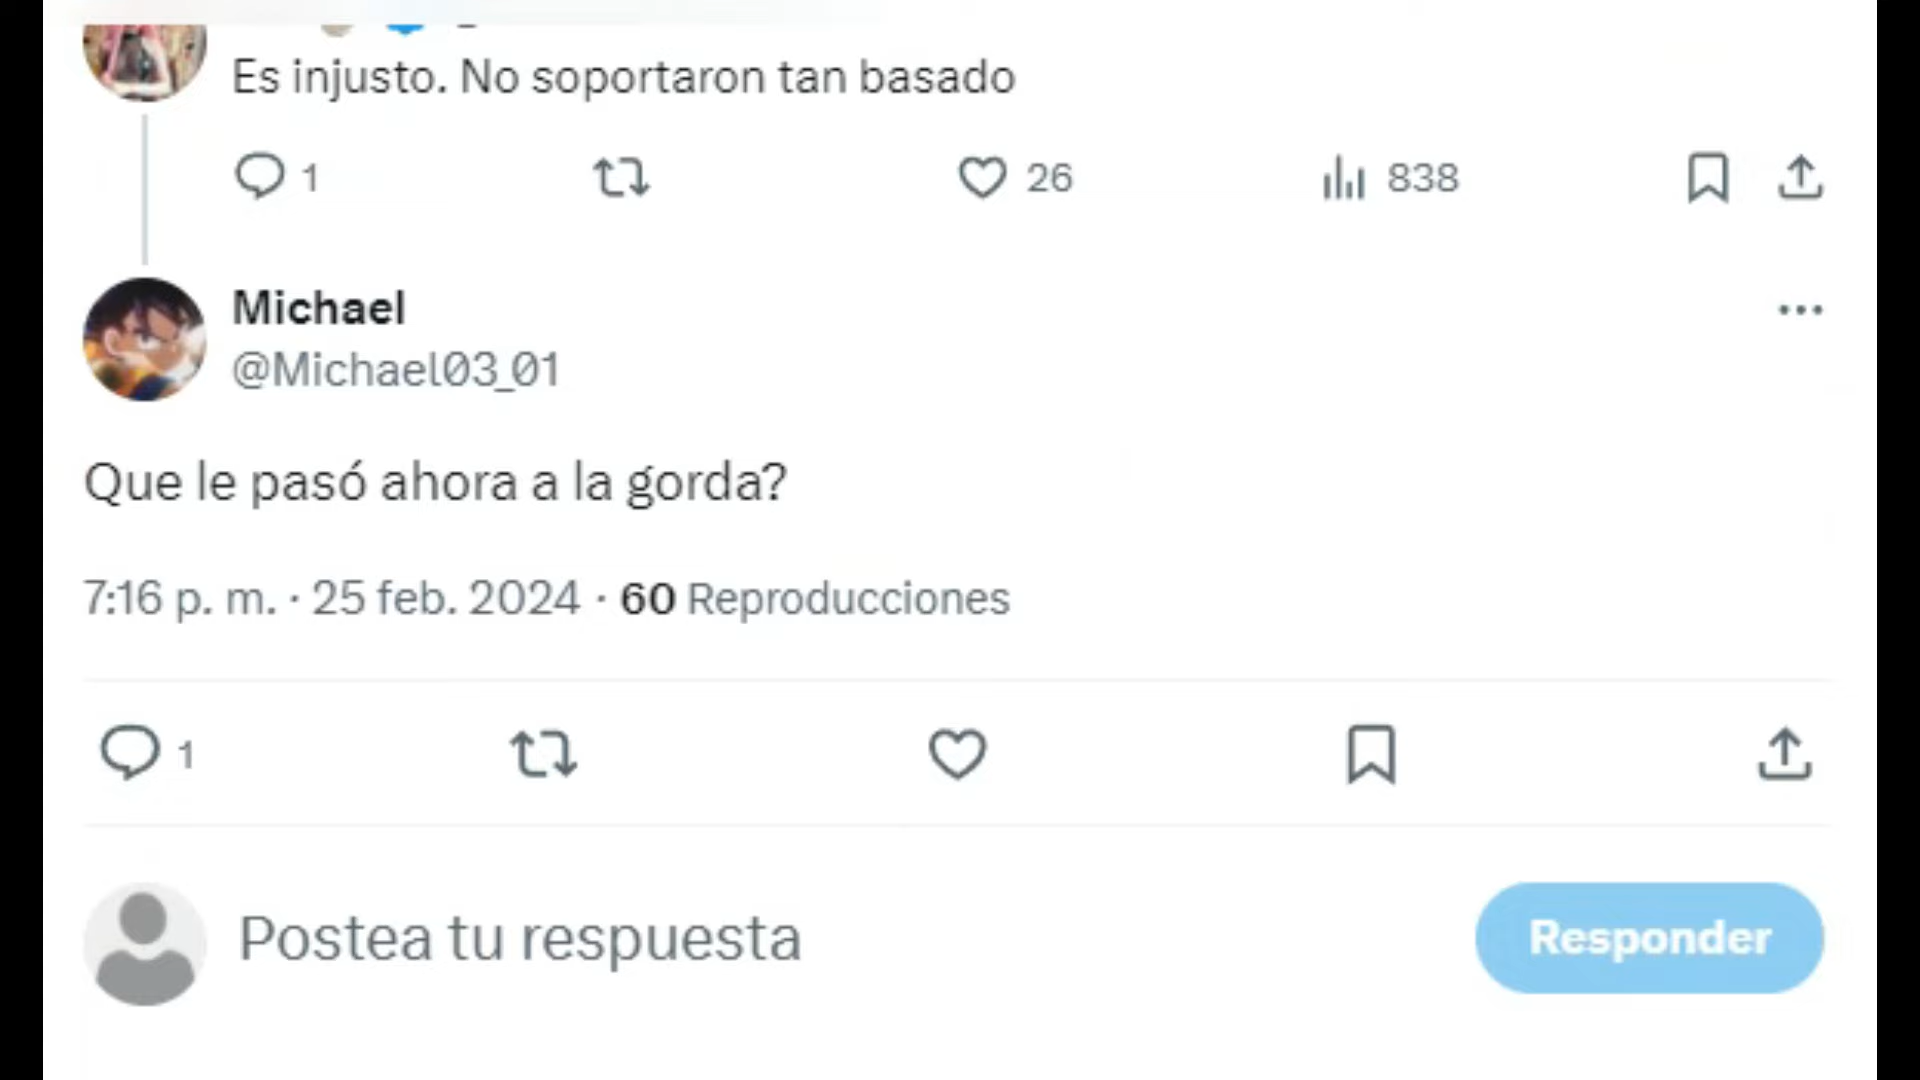 Es injusto. No soportaron tan basado
1 26 838
Michael
@Michael03_01
Que le pasó ahora a la gorda?
7:16 p. m. · 25 feb. 2024 · 60 Reproducciones
1
Postea tu respuesta
Responder